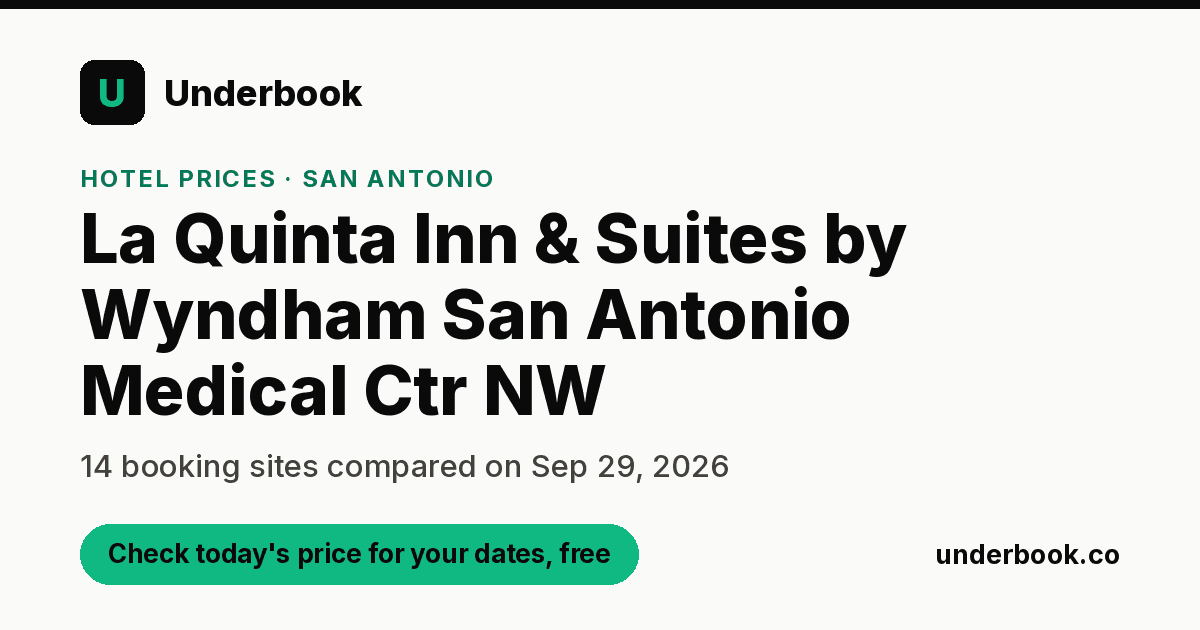 U Underbook
HOTEL PRICES · SAN ANTONIO
La Quinta Inn & Suites by
Wyndham San Antonio
Medical Ctr NW
14 booking sites compared on Sep 29, 2026
Check today's price for your dates, free
underbook.co